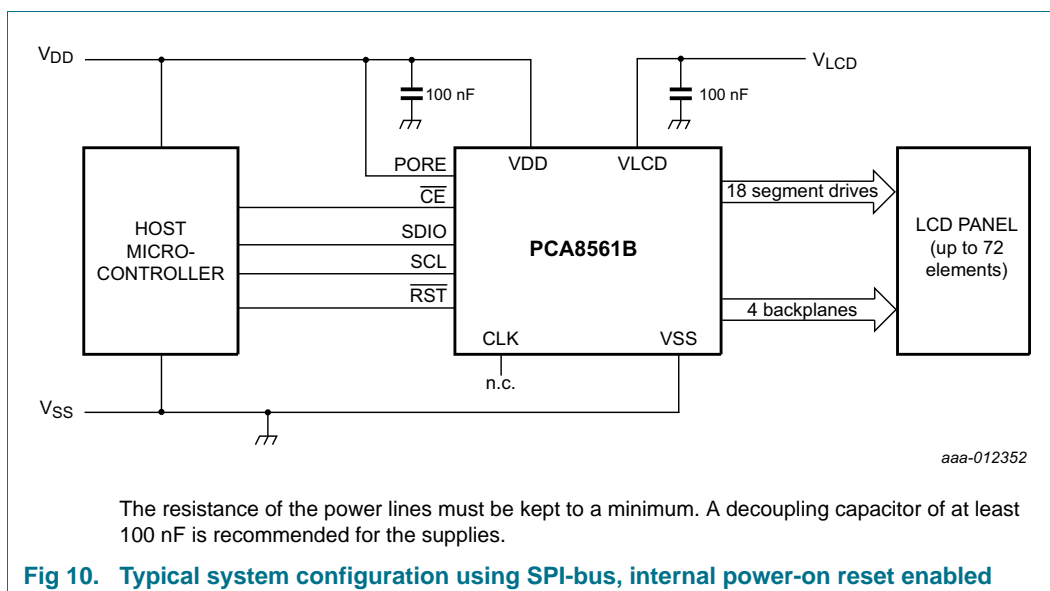 VDD
VLCD
100 nF
100 nF
PORE
VDD
VLCD
CE
18 segment drives
HOST
MICRO-
CONTROLLER
SDIO
PCA8561B
LCD PANEL
(up to 72
elements)
SCL
RST
4 backplanes
CLK
VSS
n.c.
VSS
aaa-012352
The resistance of the power lines must be kept to a minimum. A decoupling capacitor of at least
100 nF is recommended for the supplies.
Fig 10. Typical system configuration using SPI-bus, internal power-on reset enabled